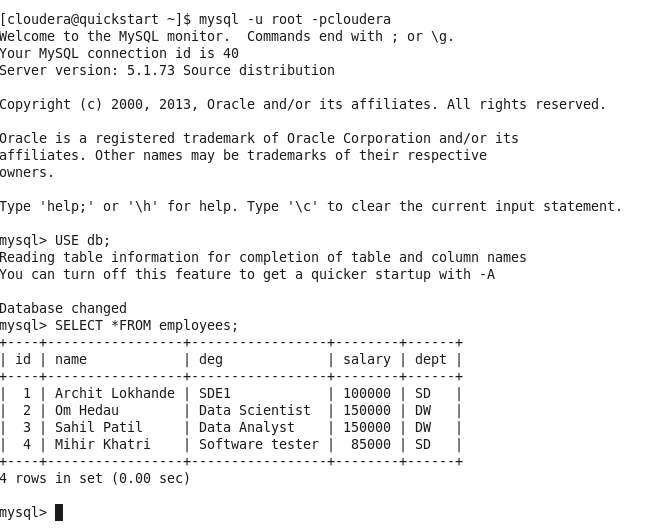 [cloudera@quickstart ~]$ mysql -u root -pcloudera
Welcome to the MySQL monitor.  Commands end with ; or \g.
Your MySQL connection id is 40
Server version: 5.1.73 Source distribution

Copyright (c) 2000, 2013, Oracle and/or its affiliates. All rights reserved.

Oracle is a registered trademark of Oracle Corporation and/or its
affiliates. Other names may be trademarks of their respective
owners.

Type 'help;' or '\h' for help. Type '\c' to clear the current input statement.

mysql> USE db;
Reading table information for completion of table and column names
You can turn off this feature to get a quicker startup with -A

Database changed
mysql> SELECT *FROM employees;
+----+-----------------+-----------------+--------+------+
| id | name            | deg             | salary | dept |
+----+-----------------+-----------------+--------+------+
|  1 | Archit Lokhande | SDE1            | 100000 | SD   |
|  2 | Om Hedau        | Data Scientist  | 150000 | DW   |
|  3 | Sahil Patil     | Data Analyst    | 150000 | DW   |
|  4 | Mihir Khatri    | Software tester |  85000 | SD   |
+----+-----------------+-----------------+--------+------+
4 rows in set (0.00 sec)

mysql>